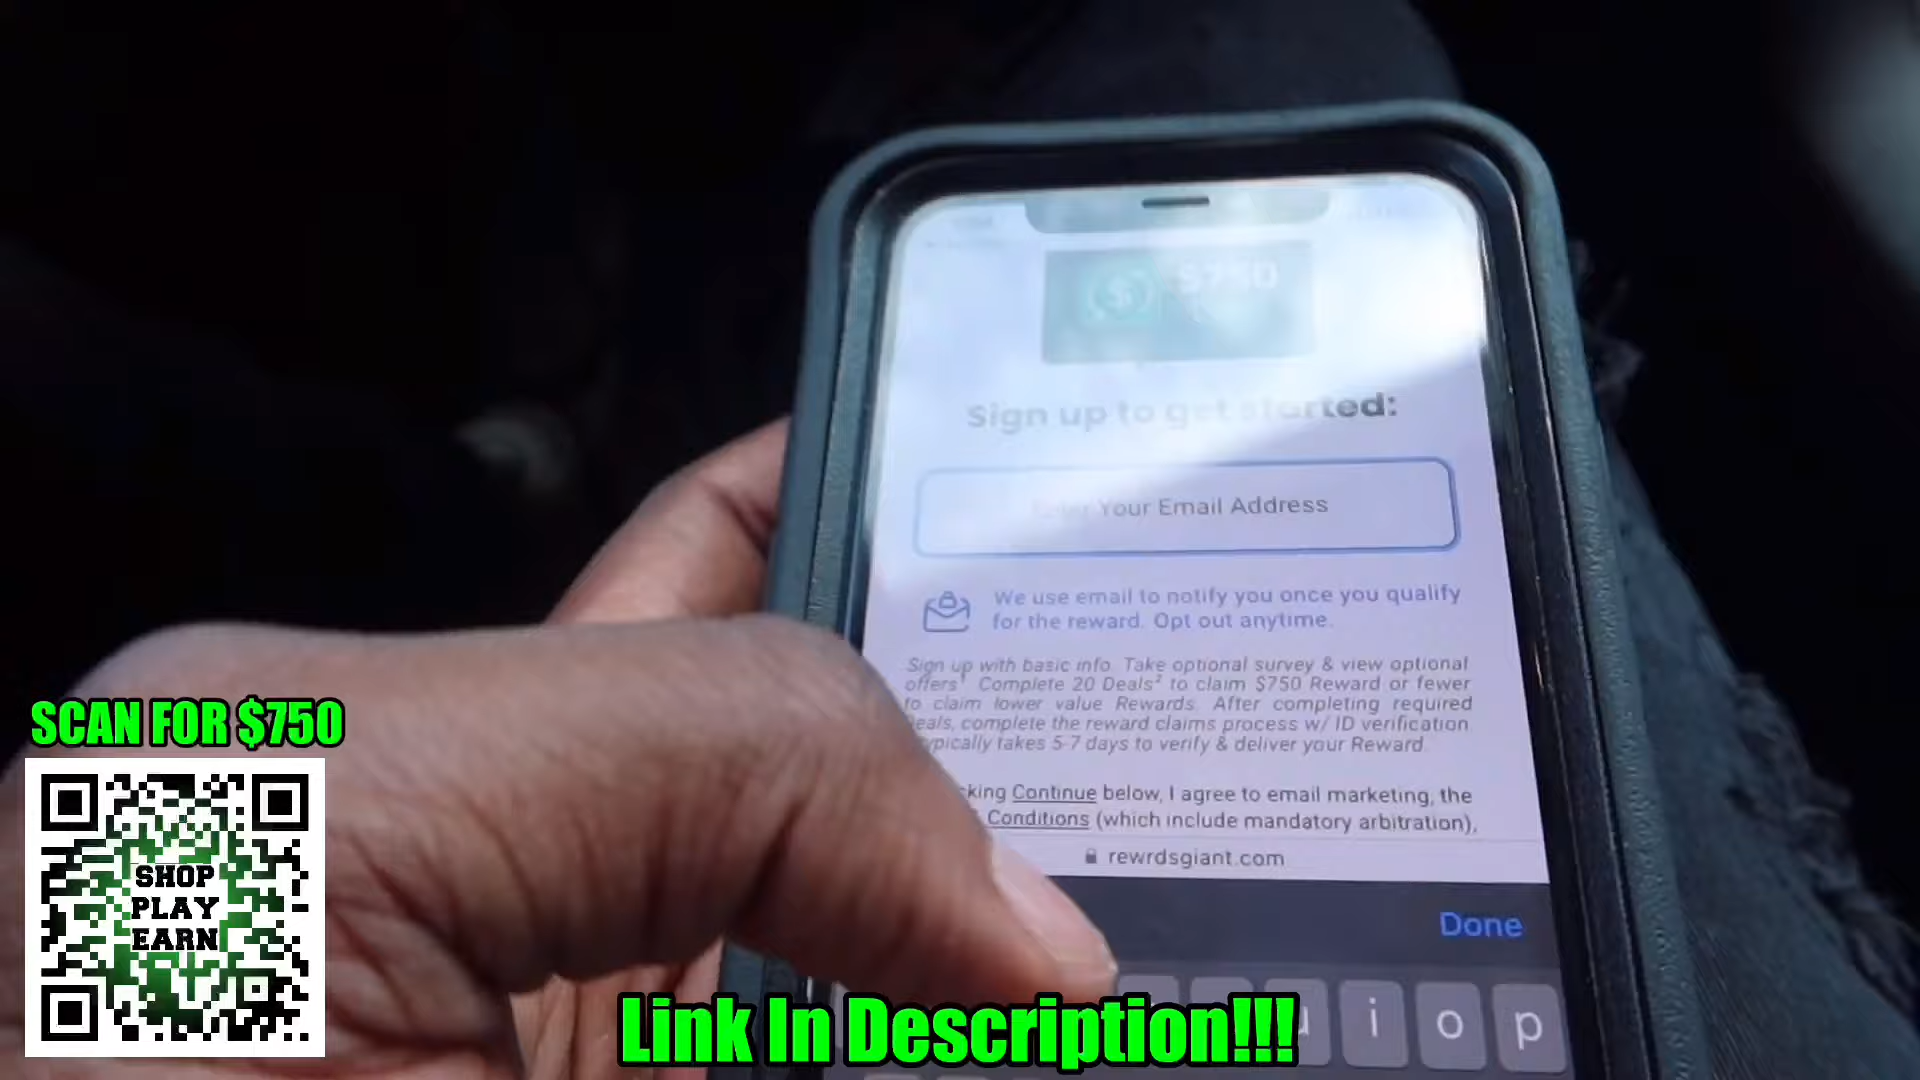 $750
Sign up to get started:
Enter Your Email Address
We use email to notify you once you qualify
for the reward. Opt out anytime.
Sign up with basic info. Take optional survey & view optional
offers¹ Complete 20 Deals² to claim $750 Reward or fewer
to claim lower value Rewards. After completing required
Deals, complete the reward claims process w/ ID verification
typically takes 5-7 days to verify & deliver your Reward.
king Continue below, I agree to email marketing, the
Conditions (which include mandatory arbitration),
rewrdsgiant.com
Done
u i o p
SCAN FOR $750
SHOP
PLAY
EARN
Link In Description!!!